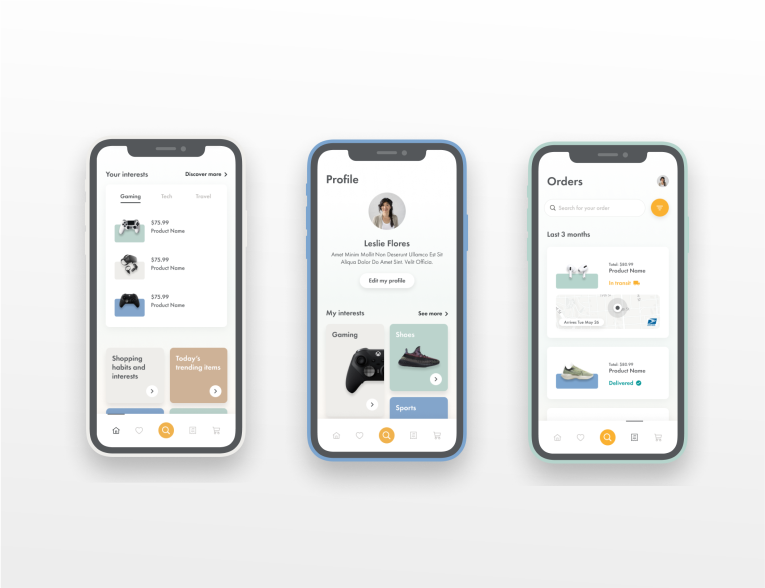 Your interests
Discover more
Gaming
Tech
Travel
$75.99
Product Name
$75.99
Product Name
$75.99
Product Name
Shopping
habits and
interests
Today's
trending items
Profile
Leslie Flores
Amet Minim Mollit Non Deserunt Ullamco Est Sit
Aliqua Dolor Do Amet Sint. Velit Officia.
Edit my profile
My interests
See more
Gaming
Shoes
Sports
Orders
Search for your order
Last 3 months
Total: $89.99
Product Name
In transit
Arrives Tue May 26
Total: $89.99
Product Name
Delivered